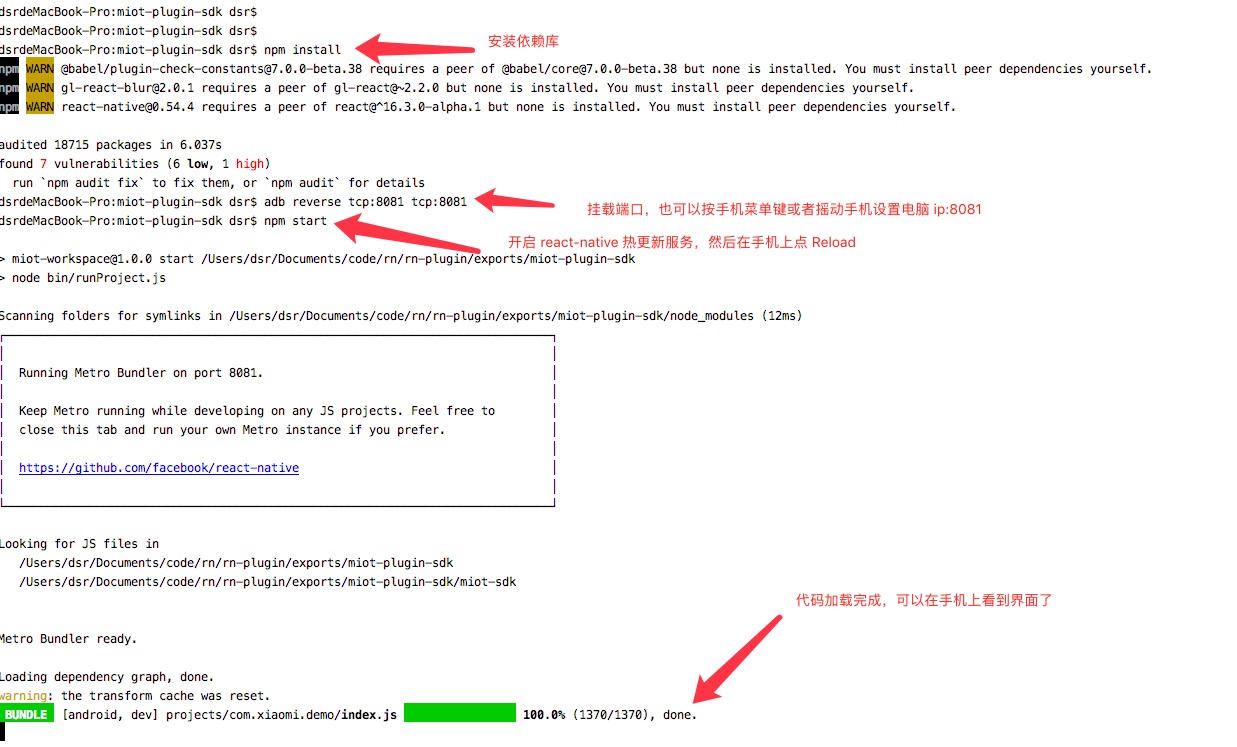 dsrdeMacBook-Pro:miot-plugin-sdk dsr$
dsrdeMacBook-Pro:miot-plugin-sdk dsr$
dsrdeMacBook-Pro:miot-plugin-sdk dsr$ npm install
安装依赖库
npm WARN @babel/plugin-check-constants@7.0.0-beta.38 requires a peer of @babel/core@7.0.0-beta.38 but none is installed. You must install peer dependencies yourself.
npm WARN gl-react-blur@2.0.1 requires a peer of gl-react@~2.2.0 but none is installed. You must install peer dependencies yourself.
npm WARN react-native@0.54.4 requires a peer of react@^16.3.0-alpha.1 but none is installed. You must install peer dependencies yourself.
audited 18715 packages in 6.037s
found 7 vulnerabilities (6 low, 1 high)
run `npm audit fix` to fix them, or `npm audit` for details
dsrdeMacBook-Pro:miot-plugin-sdk dsr$ adb reverse tcp:8081 tcp:8081
挂载端口，也可以按手机菜单键或者摇动手机设置电脑 ip:8081
dsrdeMacBook-Pro:miot-plugin-sdk dsr$ npm start
开启 react-native 热更新服务，然后在手机上点 Reload
> miot-workspace@1.0.0 start /Users/dsr/Documents/code/rn/rn-plugin/exports/miot-plugin-sdk
> node bin/runProject.js
Scanning folders for symlinks in /Users/dsr/Documents/code/rn/rn-plugin/exports/miot-plugin-sdk/node_modules (12ms)
Running Metro Bundler on port 8081.
Keep Metro running while developing on any JS projects. Feel free to
close this tab and run your own Metro instance if you prefer.
https://github.com/facebook/react-native
Looking for JS files in
/Users/dsr/Documents/code/rn/rn-plugin/exports/miot-plugin-sdk
/Users/dsr/Documents/code/rn/rn-plugin/exports/miot-plugin-sdk/miot-sdk
代码加载完成，可以在手机上看到界面了
Metro Bundler ready.
Loading dependency graph, done.
warning: the transform cache was reset.
BUNDLE [android, dev] projects/com.xiaomi.demo/index.js 100.0% (1370/1370), done.